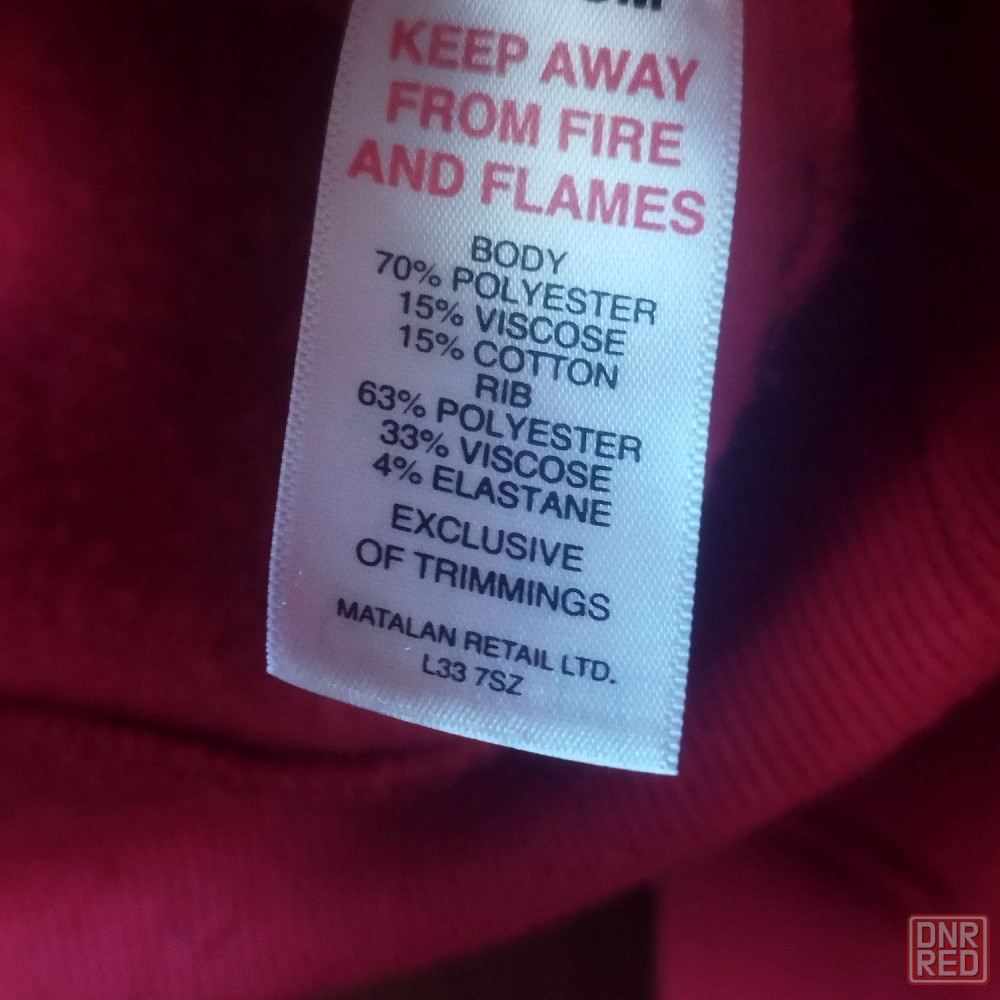 KEEP AWAY
FROM FIRE
AND FLAMES
BODY
70% POLYESTER
15% VISCOSE
15% COTTON
RIB
63% POLYESTER
33% VISCOSE
4% ELASTANE
EXCLUSIVE
OF TRIMMINGS
MATALAN RETAIL LTD.
L33 7SZ
DNR
RED